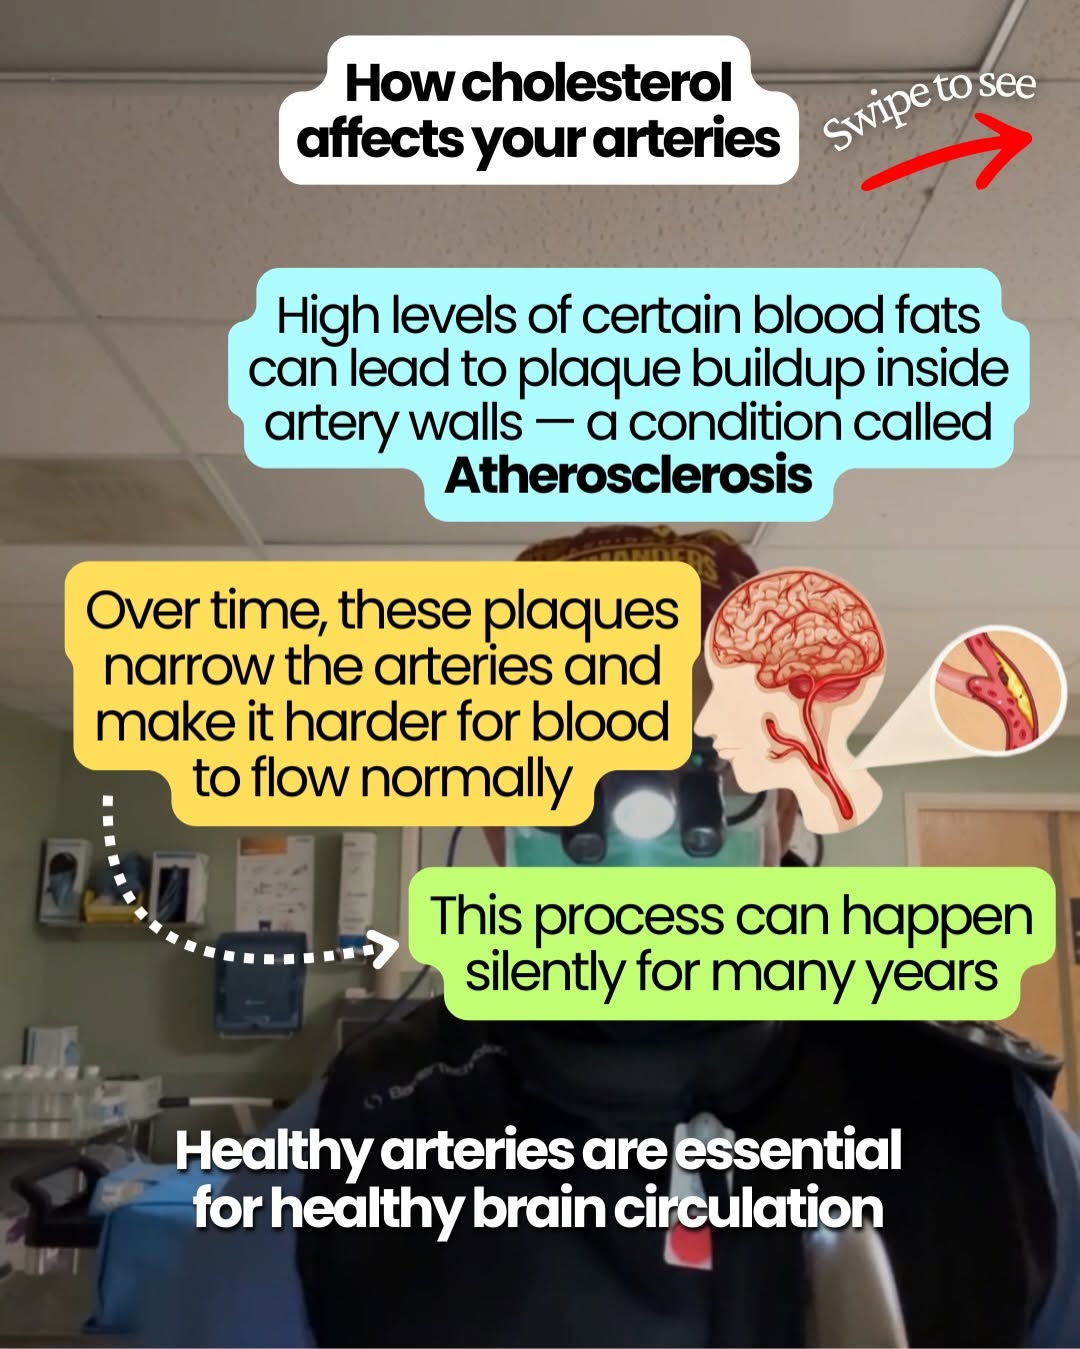 How cholesterol
affects your arteries
Swipe to see
High levels of certain blood fats
can lead to plaque buildup inside
artery walls — a condition called
Atherosclerosis
Over time, these plaques
narrow the arteries and
make it harder for blood
to flow normally
This process can happen
silently for many years
Healthy arteries are essential
for healthy brain circulation